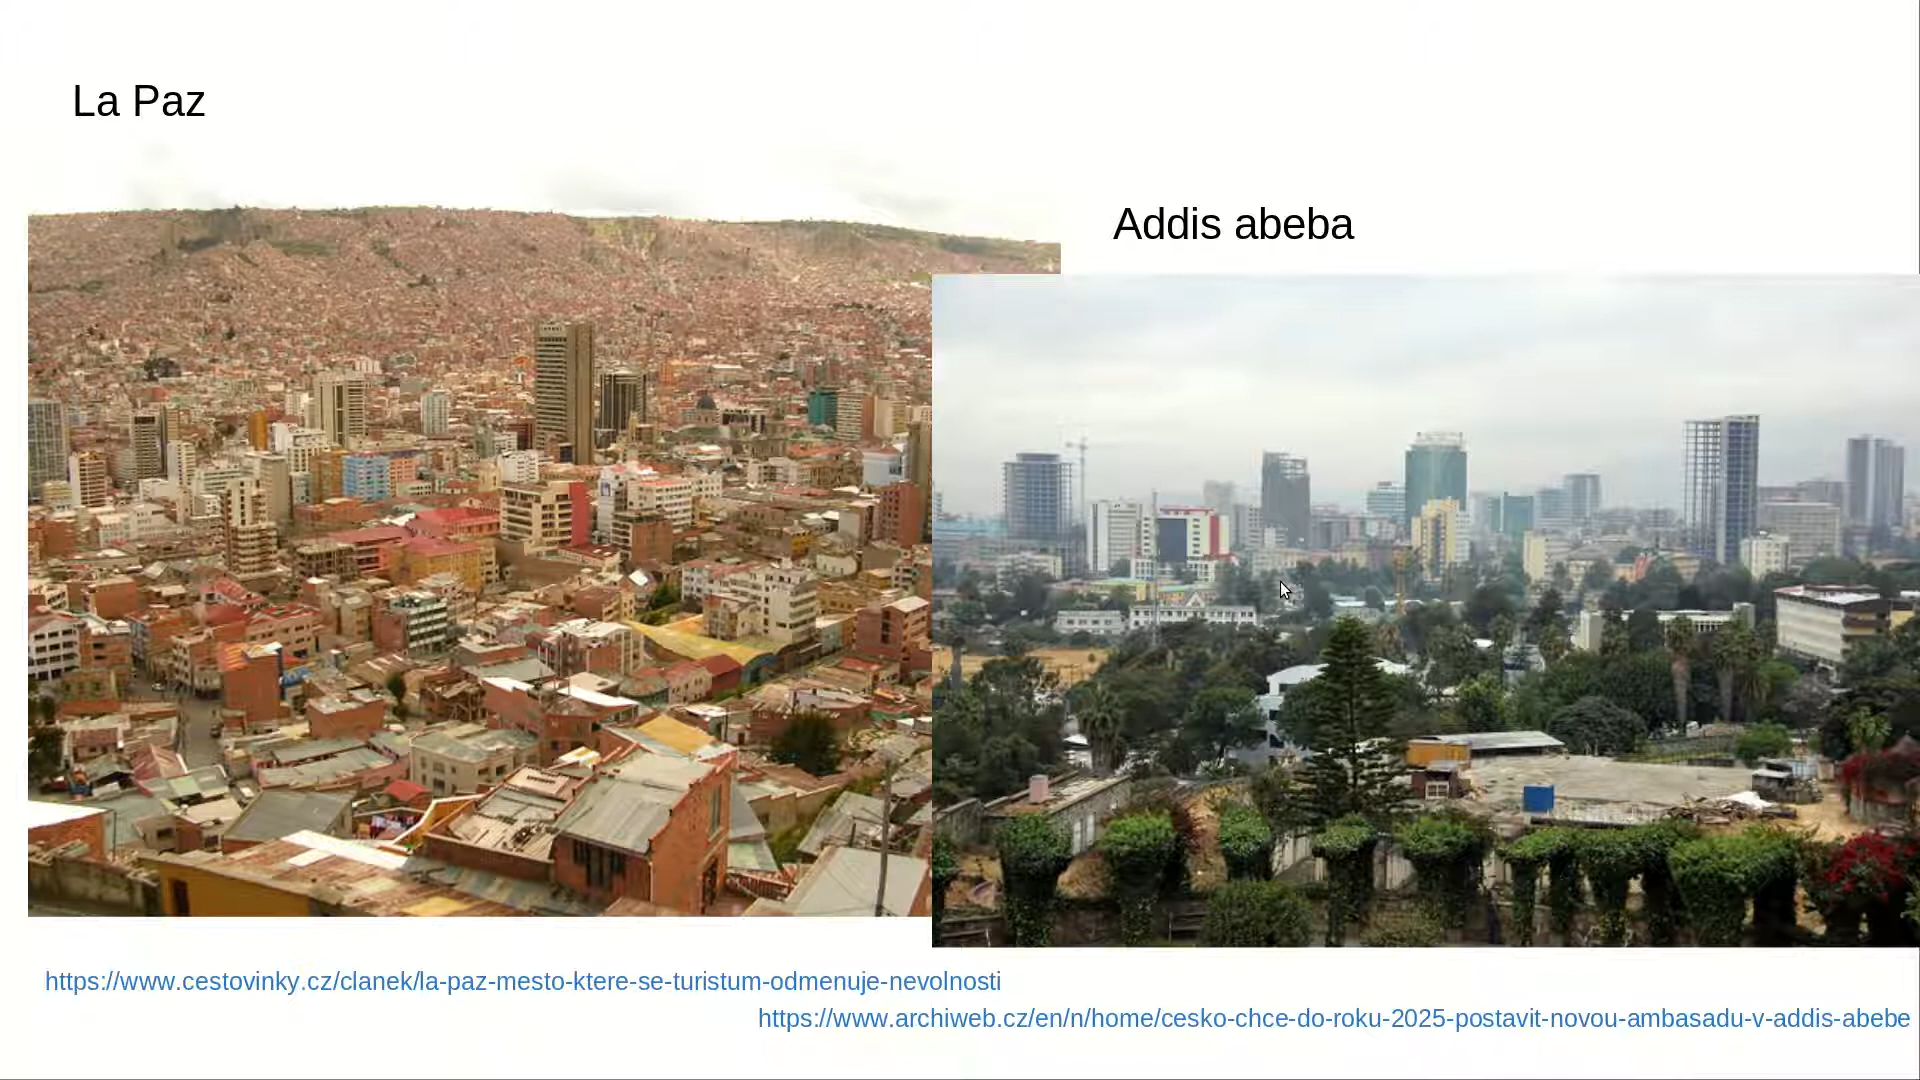 La Paz
Addis abeba
https://www.cestovinky.cz/clanek/la-paz-mesto-ktere-se-turistum-odmenuje-nevolnosti
https://www.archiweb.cz/en/n/home/cesko-chce-do-roku-2025-postavit-novou-ambasadu-v-addis-abebe